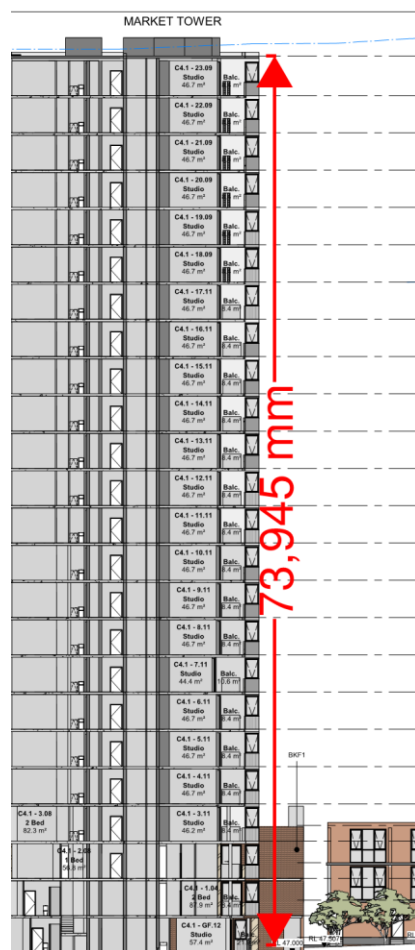 MARKET TOWER
C4.1 - 23.09
Studio
46.7 m²
Balc.
C4.1 - 22.09
Studio
46.7 m²
Balc.
C4.1 - 21.09
Studio
46.7 m²
Balc.
C4.1 - 20.09
Studio
46.7 m²
Balc.
C4.1 - 19.09
Studio
46.7 m²
Balc.
C4.1 - 18.09
Studio
46.7 m²
Balc.
C4.1 - 17.11
Studio
46.7 m²
Balc.
8.4 m²
C4.1 - 16.11
Studio
46.7 m²
Balc.
8.4 m²
C4.1 - 15.11
Studio
46.7 m²
Balc.
8.4 m²
C4.1 - 14.11
Studio
46.7 m²
Balc.
8.4 m²
C4.1 - 13.11
Studio
46.7 m²
Balc.
8.4 m²
C4.1 - 12.11
Studio
46.7 m²
Balc.
8.4 m²
C4.1 - 11.11
Studio
46.7 m²
Balc.
8.4 m²
C4.1 - 10.11
Studio
46.7 m²
Balc.
8.4 m²
C4.1 - 9.11
Studio
46.7 m²
Balc.
8.4 m²
C4.1 - 8.11
Studio
46.7 m²
Balc.
8.4 m²
C4.1 - 7.11
Studio
44.4 m²
Balc.
10.6 m²
C4.1 - 6.11
Studio
46.7 m²
Balc.
8.4 m²
C4.1 - 5.11
Studio
46.7 m²
Balc.
8.4 m²
C4.1 - 4.11
Studio
46.7 m²
Balc.
8.4 m²
C4.1 - 3.08
2 Bed
82.3 m²
C4.1 - 3.11
Studio
46.2 m²
Balc.
8.4 m²
1 Bed
C4.1 - 1.04
2 Bed
Balc.
C4.1 - GF.12
Studio
57.4 m²
Bal
73,945 mm
BKF1
RL 47.000